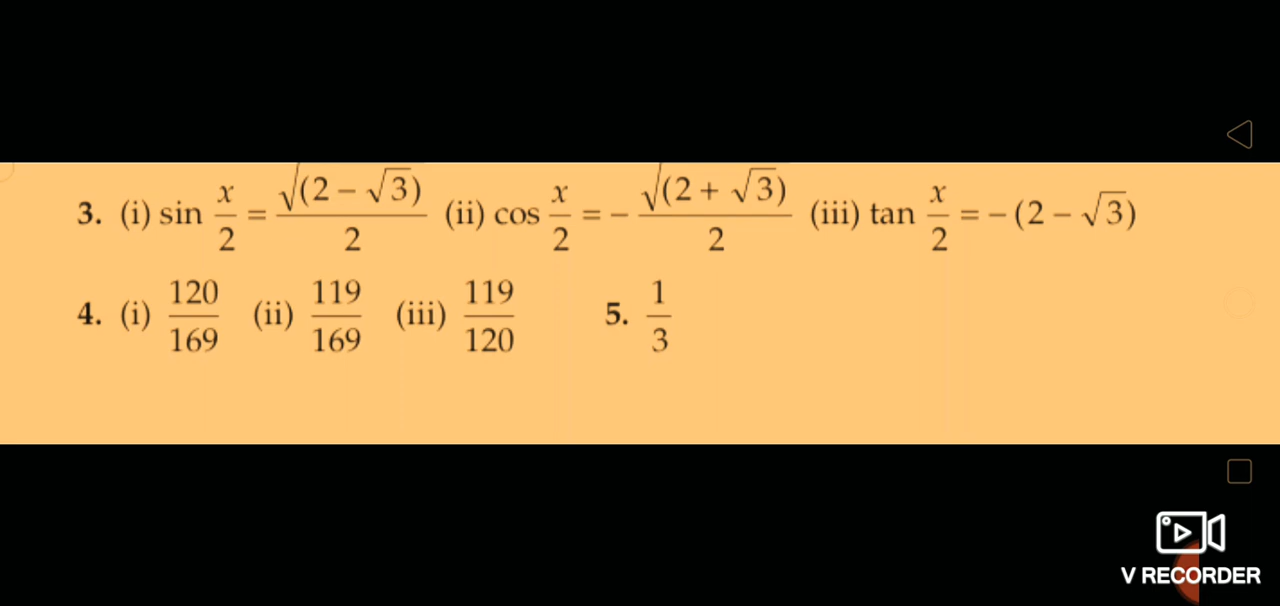 3. (i) sin x/2 = √(2 − √3)/2 (ii) cos x/2 = − √(2 + √3)/2 (iii) tan x/2 = − (2 − √3)
4. (i) 120/169 (ii) 119/169 (iii) 119/120 5. 1/3
V RECORDER